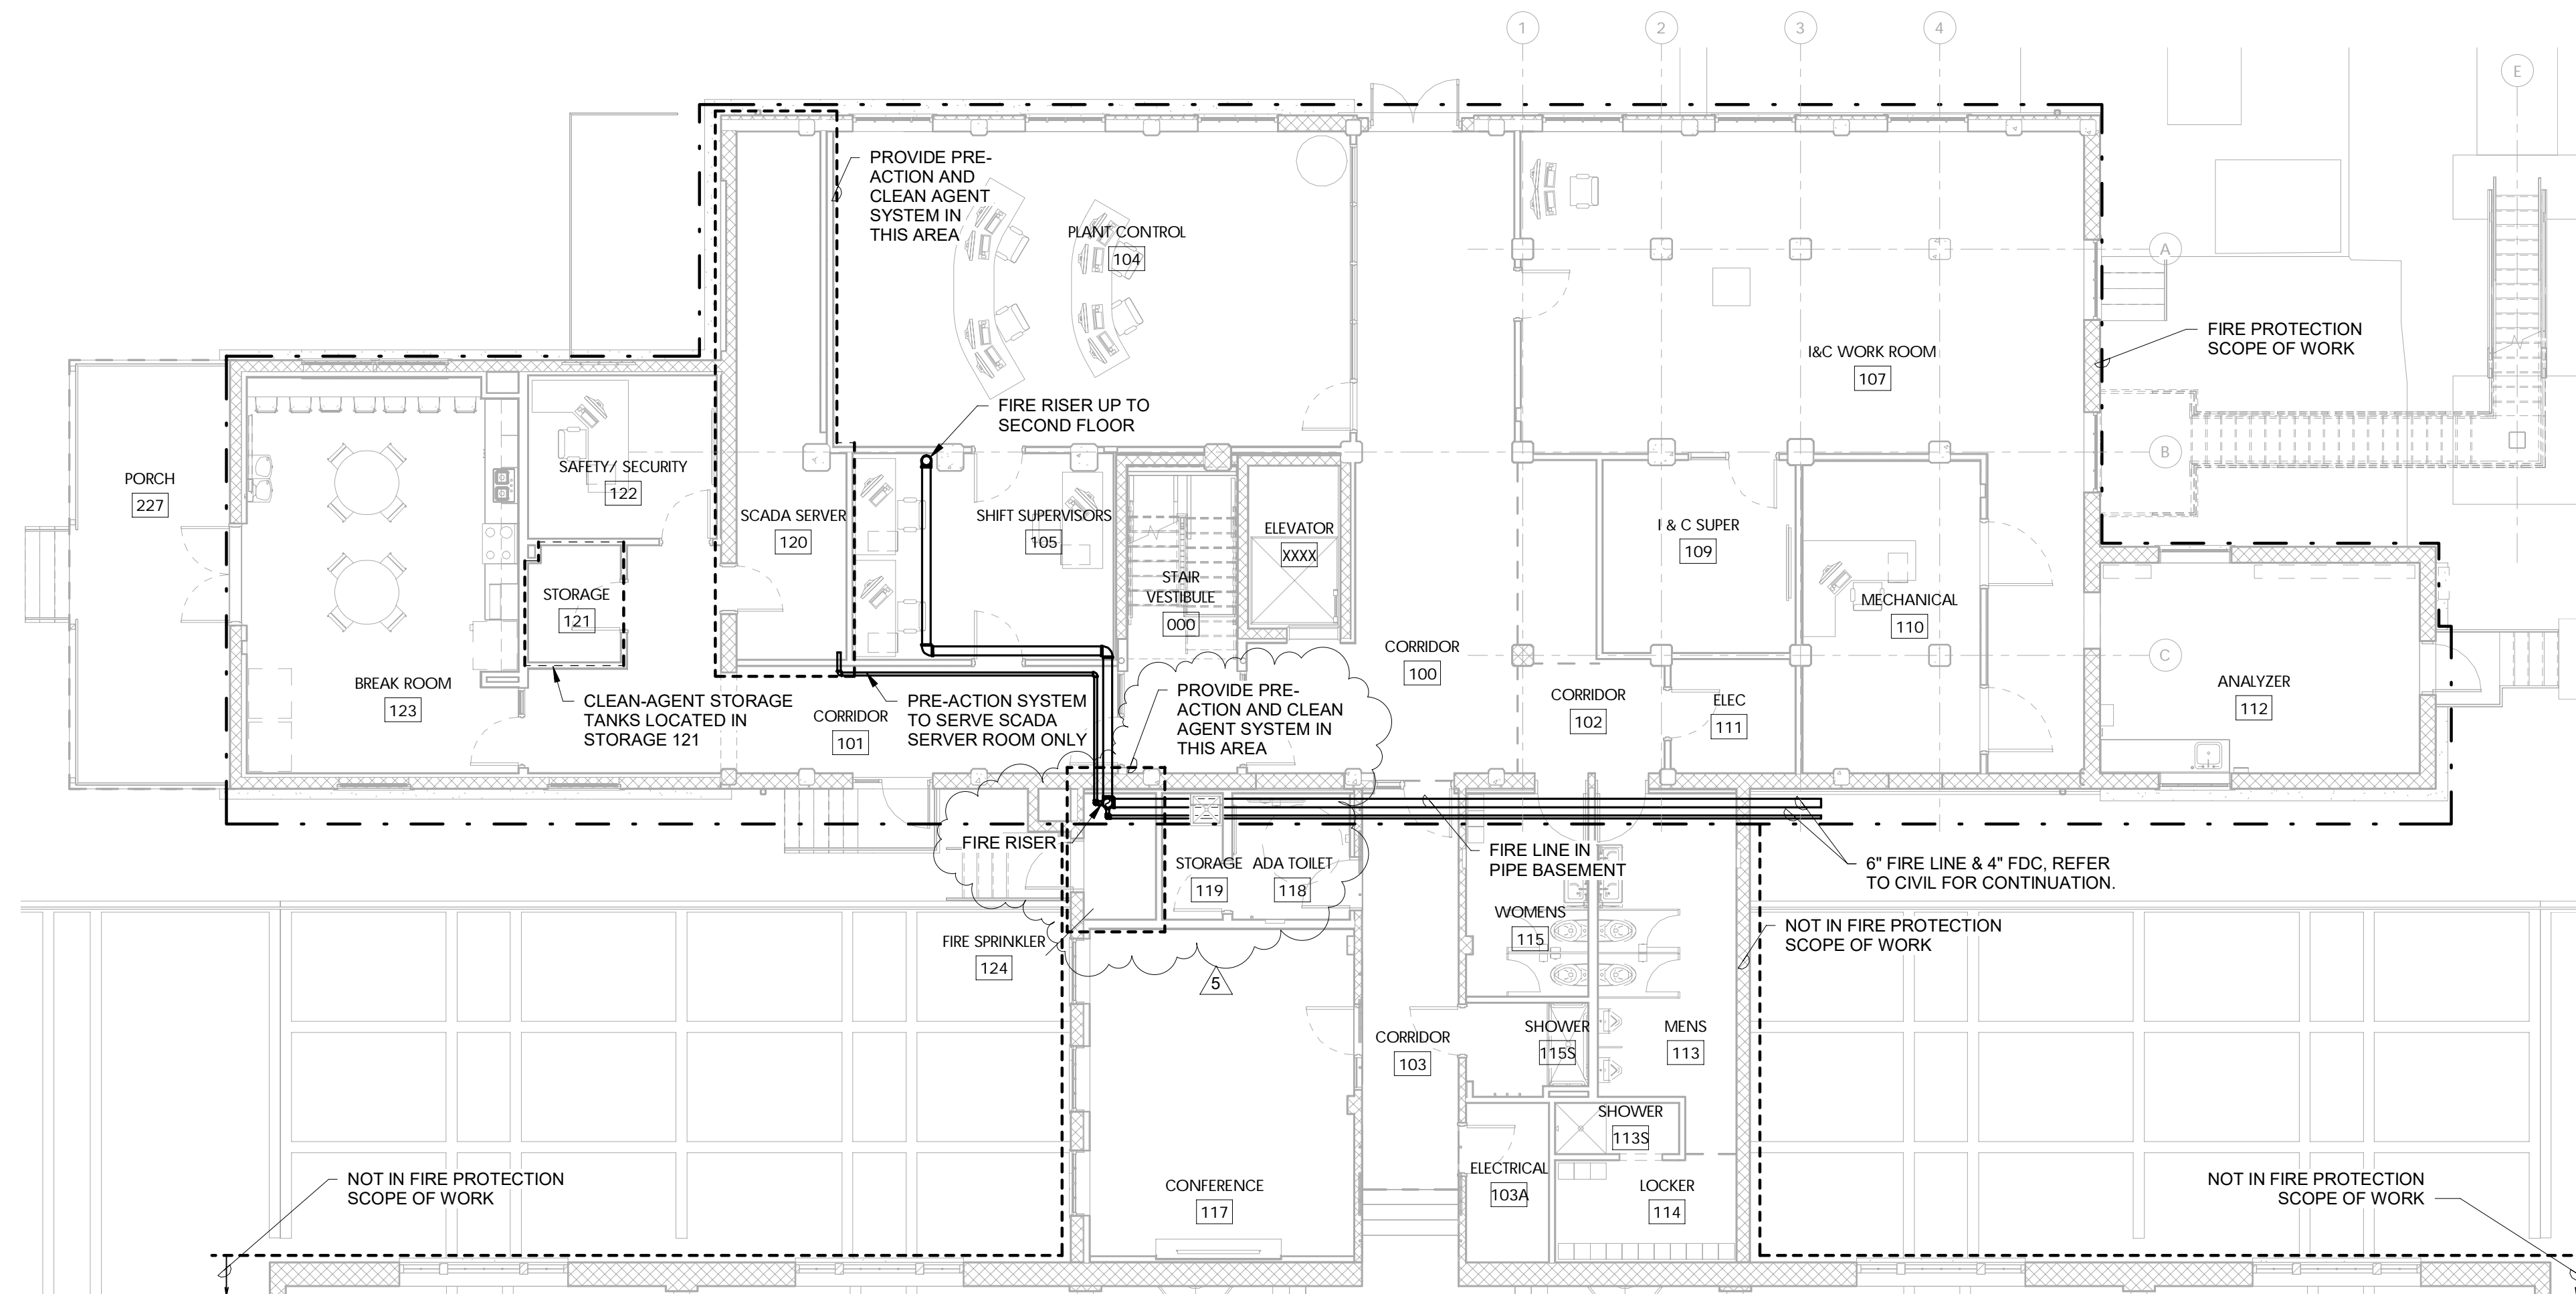 1
2
3
4
E
PROVIDE PRE-
ACTION AND
CLEAN AGENT
SYSTEM IN
THIS AREA
PLANT CONTROL
104
A
FIRE PROTECTION
SCOPE OF WORK
I&C WORK ROOM
107
FIRE RISER UP TO
SECOND FLOOR
B
PORCH
227
SAFETY/ SECURITY
122
SCADA SERVER
120
SHIFT SUPERVISORS
105
ELEVATOR
XXXX
I & C SUPER
109
STORAGE
121
STAIR
VESTIBULE
000
MECHANICAL
110
CORRIDOR
100
C
BREAK ROOM
123
CLEAN-AGENT STORAGE
TANKS LOCATED IN
STORAGE 121
CORRIDOR
101
PRE-ACTION SYSTEM
TO SERVE SCADA
SERVER ROOM ONLY
PROVIDE PRE-
ACTION AND CLEAN
AGENT SYSTEM IN
THIS AREA
CORRIDOR
102
ELEC
111
ANALYZER
112
FIRE RISER
STORAGE
119
ADA TOILET
118
FIRE LINE IN
PIPE BASEMENT
6" FIRE LINE & 4" FDC, REFER
TO CIVIL FOR CONTINUATION.
WOMENS
115
NOT IN FIRE PROTECTION
SCOPE OF WORK
FIRE SPRINKLER
124
5
CORRIDOR
103
SHOWER
115S
MENS
113
SHOWER
113S
NOT IN FIRE PROTECTION
SCOPE OF WORK
CONFERENCE
117
ELECTRICAL
103A
LOCKER
114
NOT IN FIRE PROTECTION
SCOPE OF WORK